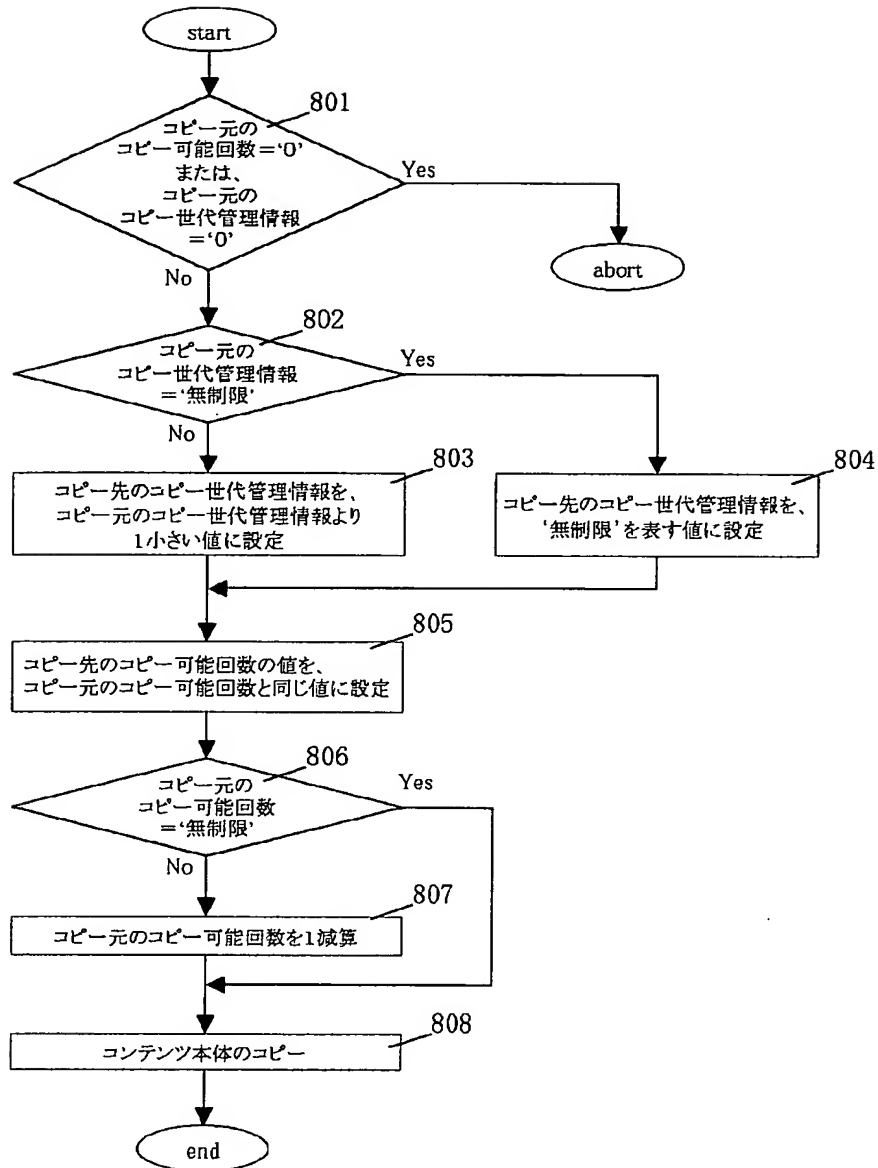 start
801
コピー元の
コピー可能回数＝‘0’
または、
コピー元の
コピー世代管理情報
＝‘0’
Yes
No
abort
802
コピー元の
コピー世代管理情報
＝‘無制限’
Yes
No
803
コピー先のコピー世代管理情報を、
コピー元のコピー世代管理情報より
1小さい値に設定
804
コピー先のコピー世代管理情報を、
‘無制限’を表す値に設定
805
コピー先のコピー可能回数の値を、
コピー元のコピー可能回数と同じ値に設定
806
コピー元の
コピー可能回数
＝‘無制限’
Yes
No
807
コピー元のコピー可能回数を1減算
808
コンテンツ本体のコピー
end